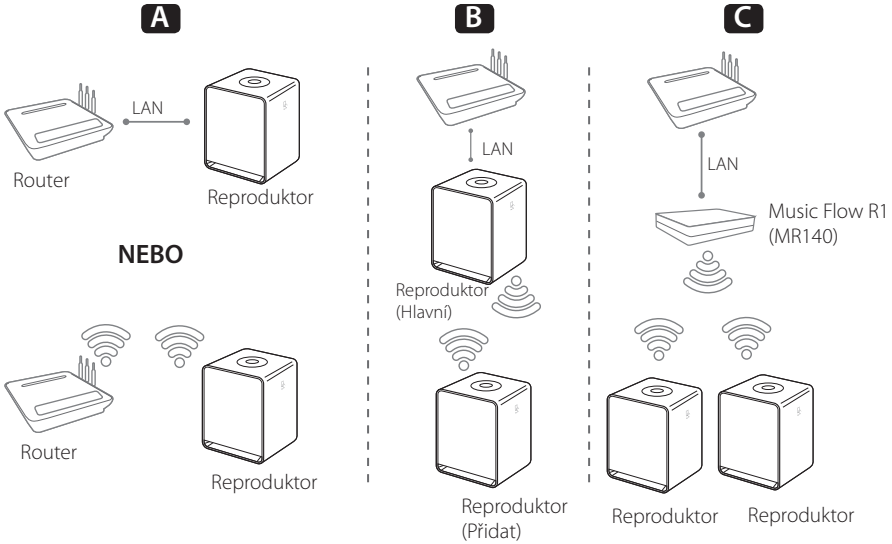 A
LAN
Router
Reproduktor
NEBO
Router
Reproduktor
B
LAN
Reproduktor
(Hlavní)
Reproduktor
(Přidat)
C
LAN
Music Flow R1
(MR140)
Reproduktor
Reproduktor